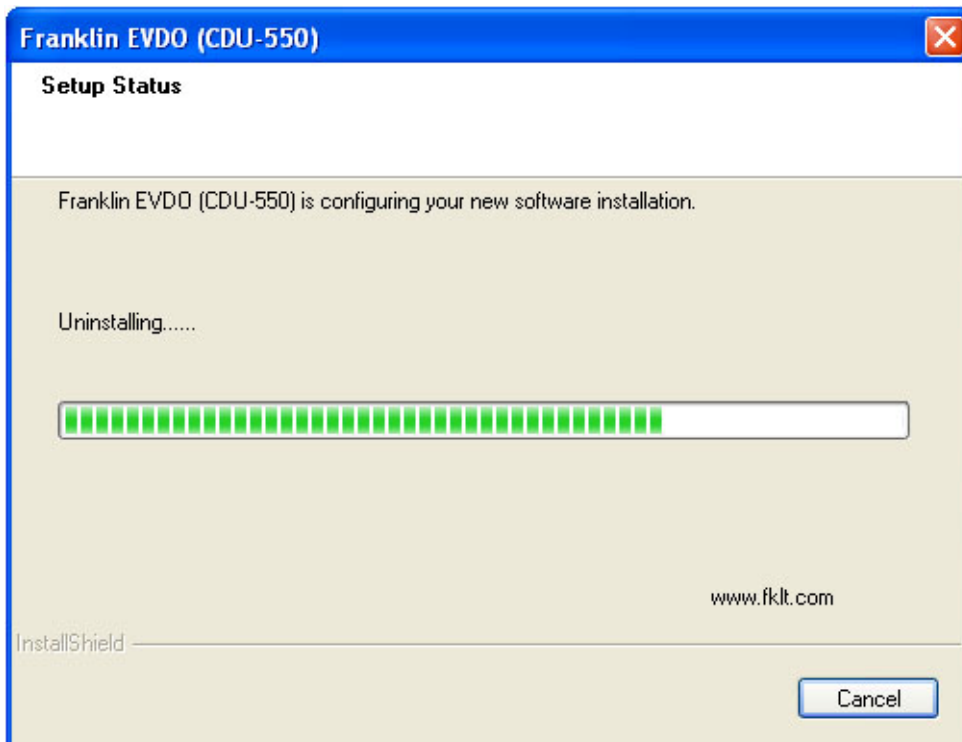 Franklin EVDO (CDU-550)
Setup Status
Franklin EVDO (CDU-550) is configuring your new software installation.
Uninstalling......
www.fklt.com
InstallShield
Cancel